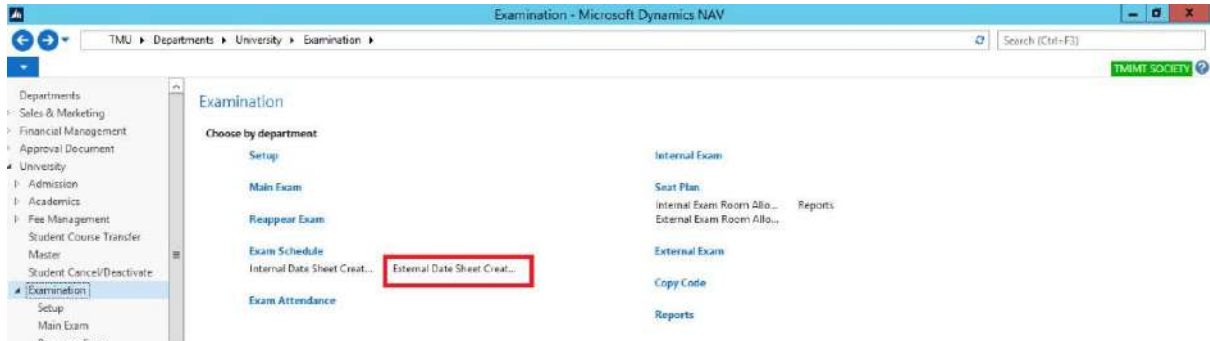 Examination - Microsoft Dynamics NAV
TMU ▸ Departments ▸ University ▸ Examination ▸
Search (Ctrl+F3)
TMIMT SOCIETY
Departments
Sales & Marketing
Financial Management
Approval Document
University
Admission
Academics
Fee Management
Student Course Transfer
Master
Student Cancel/Deactivate
Examination
Setup
Main Exam
Examination
Choose by department
Setup
Main Exam
Reappear Exam
Exam Schedule
Internal Date Sheet Creat... External Date Sheet Creat...
Exam Attendance
Internal Exam
Seat Plan
Internal Exam Room Allo... Reports
External Exam Room Allo...
External Exam
Copy Code
Reports